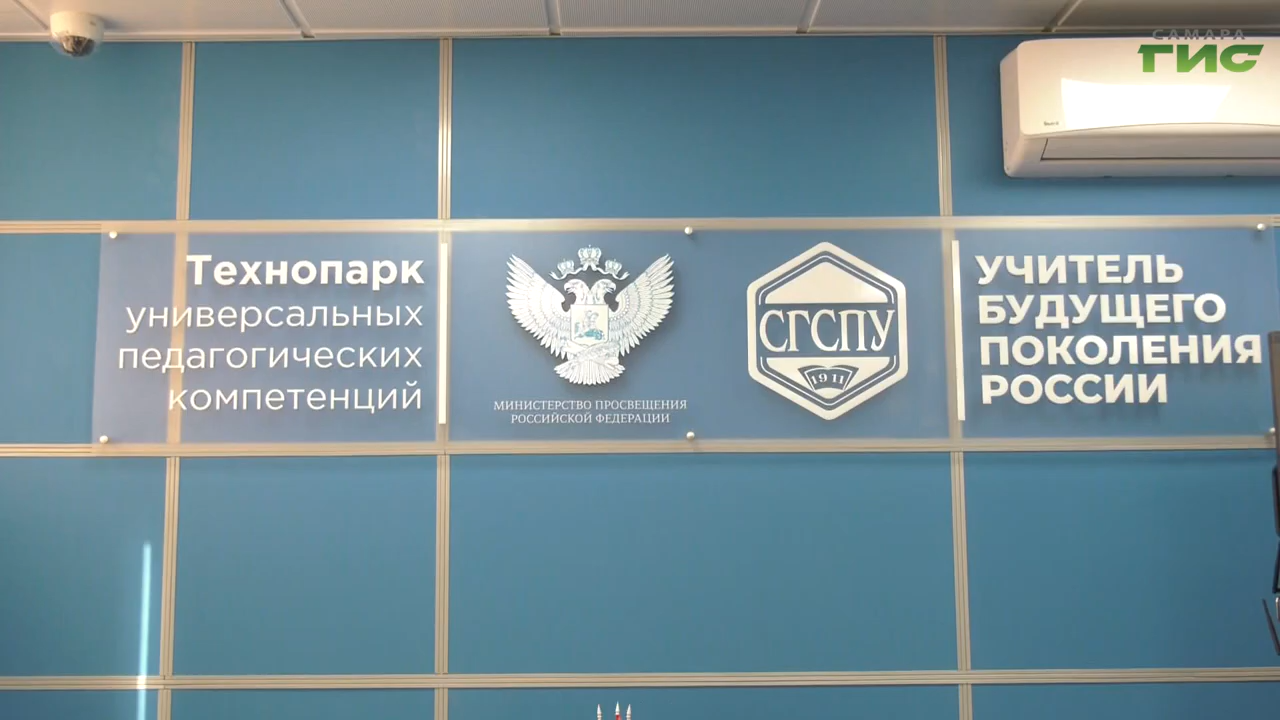 САМАРА
ГИС
Технопарк
универсальных
педагогических
компетенций
МИНИСТЕРСТВО ПРОСВЕЩЕНИЯ
РОССИЙСКОЙ ФЕДЕРАЦИИ
СГСПУ
1911
УЧИТЕЛЬ
БУДУЩЕГО
ПОКОЛЕНИЯ
РОССИИ